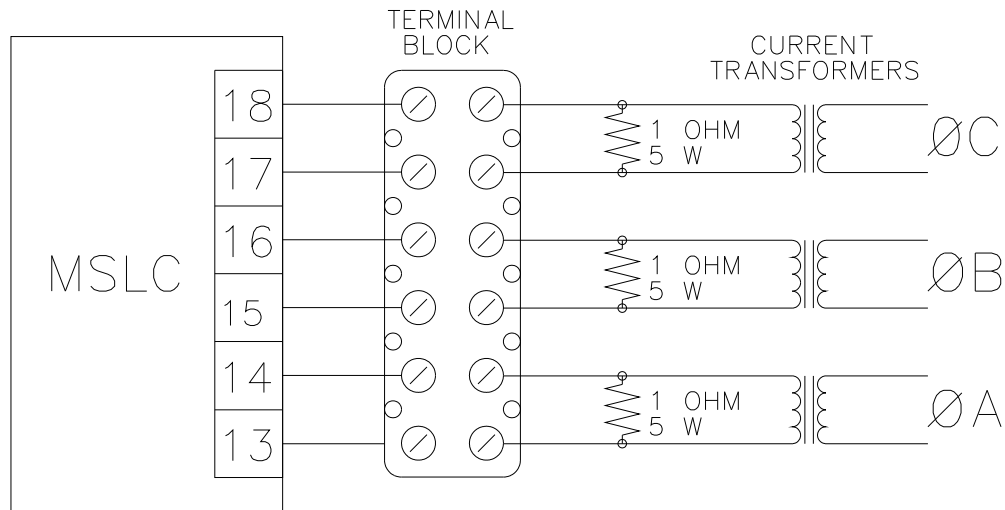 TERMINAL
BLOCK
CURRENT
TRANSFORMERS
MSLC
18
17
16
15
14
13
1 OHM
5 W
ØC
1 OHM
5 W
ØB
1 OHM
5 W
ØA